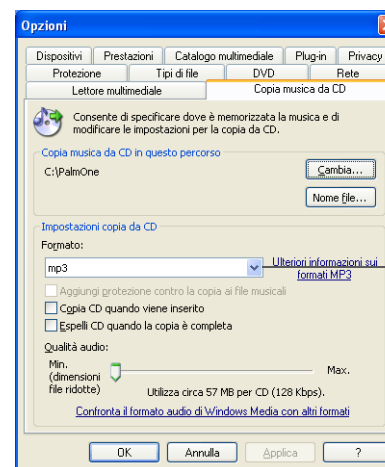 Opzioni
Dispositivi Prestazioni Catalogo multimediale Plug-in Privacy
Protezione Tipi di file DVD Rete
Lettore multimediale Copia musica da CD
Consente di specificare dove è memorizzata la musica e di
modificare le impostazioni per la copia da CD.
Copia musica da CD in questo percorso
C:\PalmOne
Cambia...
Nome file...
Impostazioni copia da CD
Formato:
mp3
Ulteriori informazioni sui
formati MP3
Aggiungi protezione contro la copia ai file musicali
Copia CD quando viene inserito
Espelli CD quando la copia è completa
Qualità audio:
Min.
(dimensioni
file ridotte)
Max.
Utilizza circa 57 MB per CD (128 Kbps).
Confronta il formato audio di Windows Media con altri formati
OK Annulla Applica ?